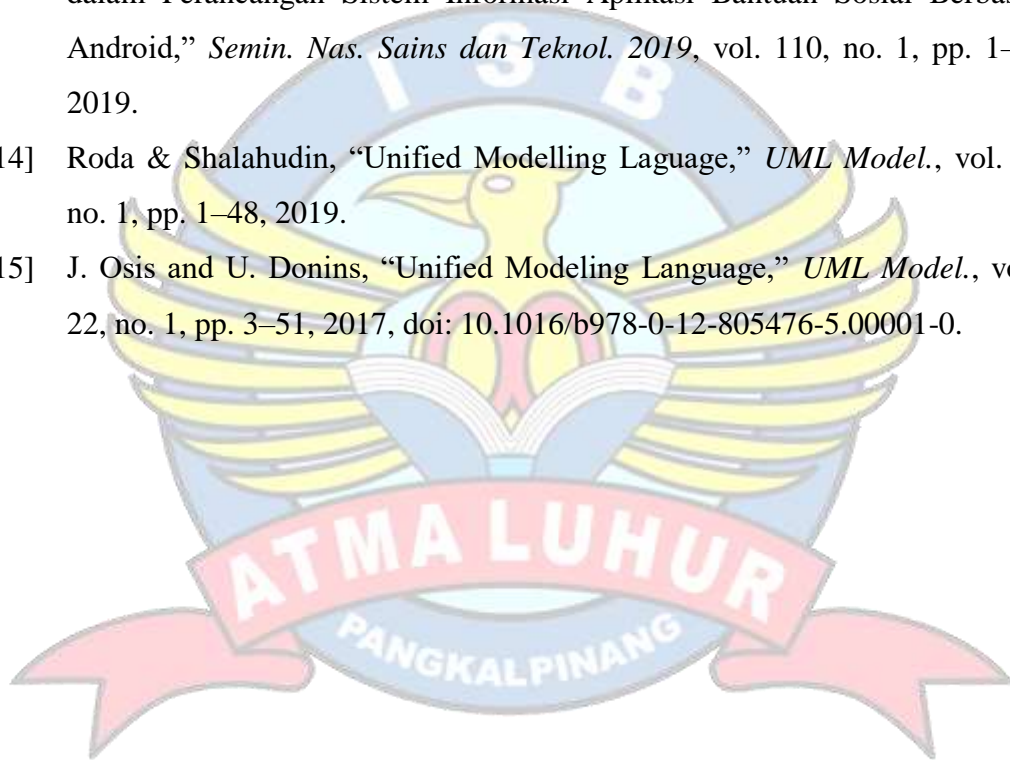 dalam Perancangan Sistem Informasi Aplikasi Bantuan Sosial
Android,” Semin. Nas. Sains dan Teknol. 2019, vol. 110, no. 1, pp. 1–
2019.
14] Roda & Shalahudin, “Unified Modelling Laguage,” UML Model., vol.
no. 1, pp. 1–48, 2019.
15] J. Osis and U. Donins, “Unified Modeling Language,” UML Model.,
22, no. 1, pp. 3–51, 2017, doi: 10.1016/b978-0-12-805476-5.00001-0.
I S B
ATMA LUHUR
PANGKALPINANG